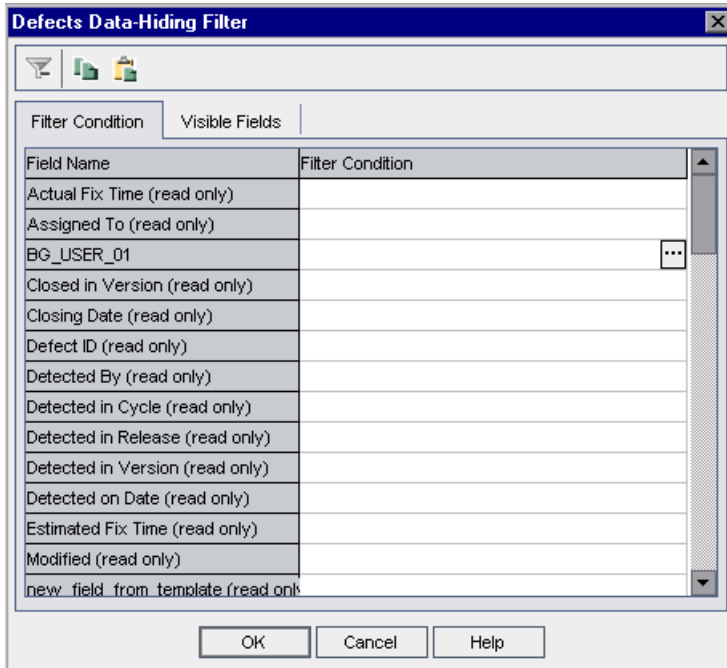 Defects Data-Hiding Filter
Filter Condition Visible Fields
Field Name Filter Condition
Actual Fix Time (read only)
Assigned To (read only)
BG_USER_01
Closed in Version (read only)
Closing Date (read only)
Defect ID (read only)
Detected By (read only)
Detected in Cycle (read only)
Detected in Release (read only)
Detected in Version (read only)
Detected on Date (read only)
Estimated Fix Time (read only)
Modified (read only)
new_field_from_template (read only
OK Cancel Help